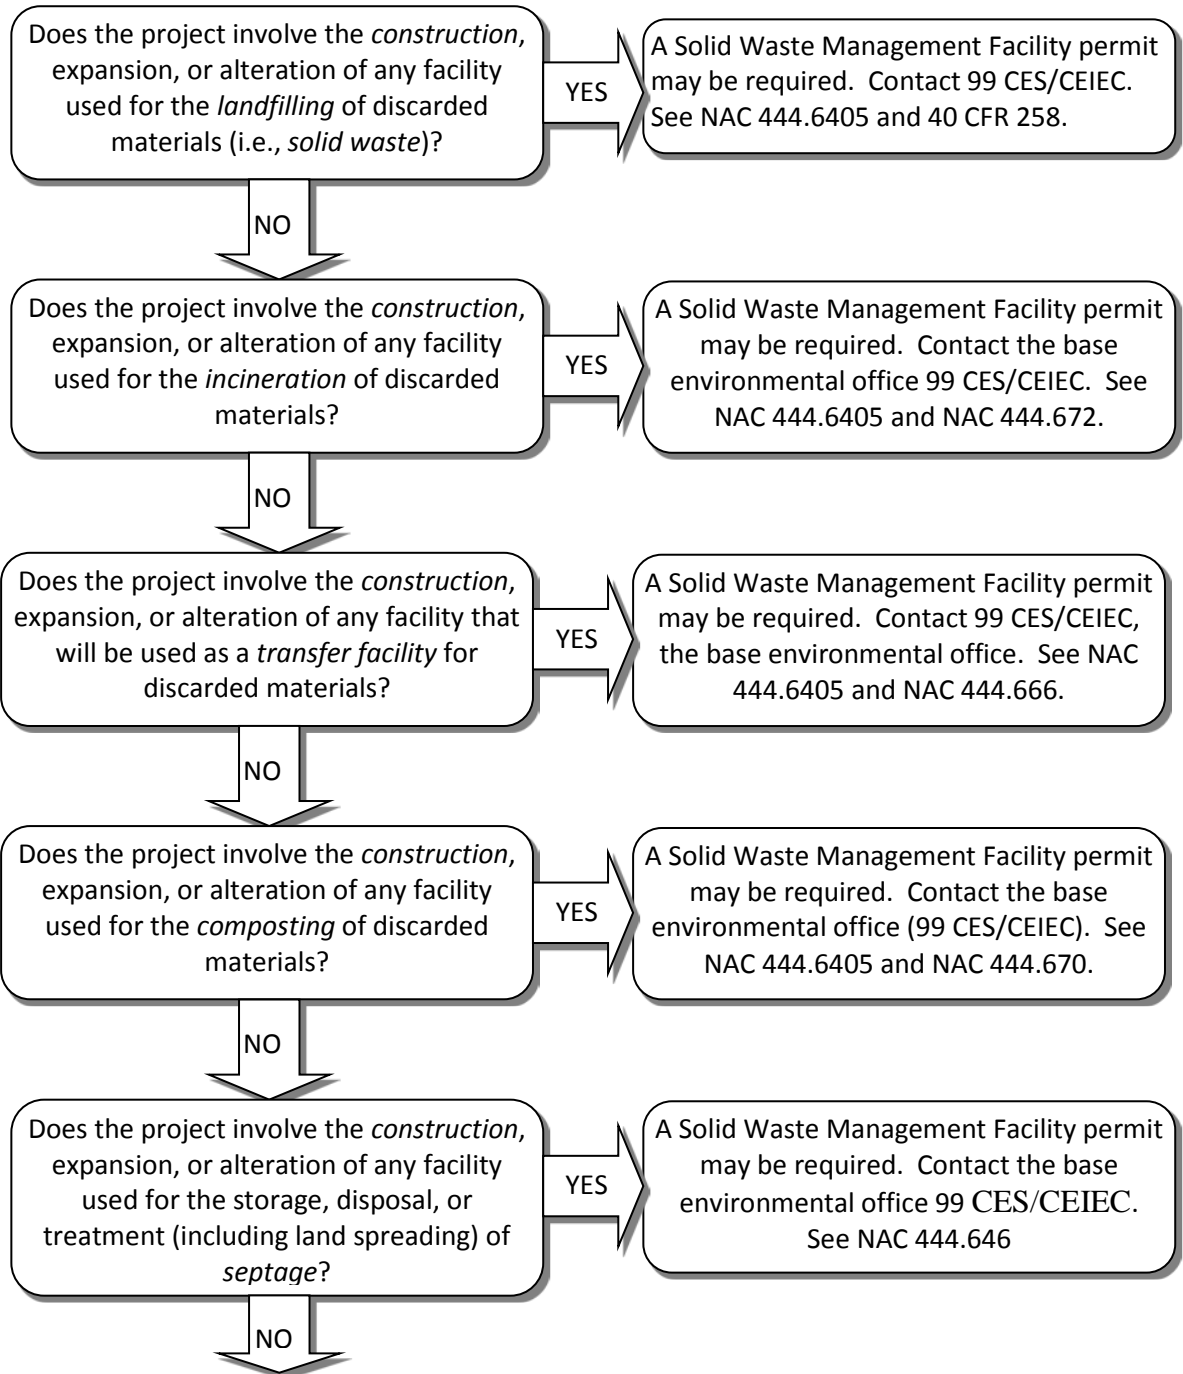 Does the project involve the construction,
expansion, or alteration of any facility
used for the landfilling of discarded
materials (i.e., solid waste)?
YES
A Solid Waste Management Facility permit
may be required.  Contact 99 CES/CEIEC.
See NAC 444.6405 and 40 CFR 258.
NO
Does the project involve the construction,
expansion, or alteration of any facility
used for the incineration of discarded
materials?
YES
A Solid Waste Management Facility permit
may be required.  Contact the base
environmental office 99 CES/CEIEC.  See
NAC 444.6405 and NAC 444.672.
NO
Does the project involve the construction,
expansion, or alteration of any facility that
will be used as a transfer facility for
discarded materials?
YES
A Solid Waste Management Facility permit
may be required.  Contact 99 CES/CEIEC,
the base environmental office.  See NAC
444.6405 and NAC 444.666.
NO
Does the project involve the construction,
expansion, or alteration of any facility
used for the composting of discarded
materials?
YES
A Solid Waste Management Facility permit
may be required.  Contact the base
environmental office (99 CES/CEIEC).  See
NAC 444.6405 and NAC 444.670.
NO
Does the project involve the construction,
expansion, or alteration of any facility
used for the storage, disposal, or
treatment (including land spreading) of
septage?
YES
A Solid Waste Management Facility permit
may be required.  Contact the base
environmental office 99 CES/CEIEC.
See NAC 444.646
NO